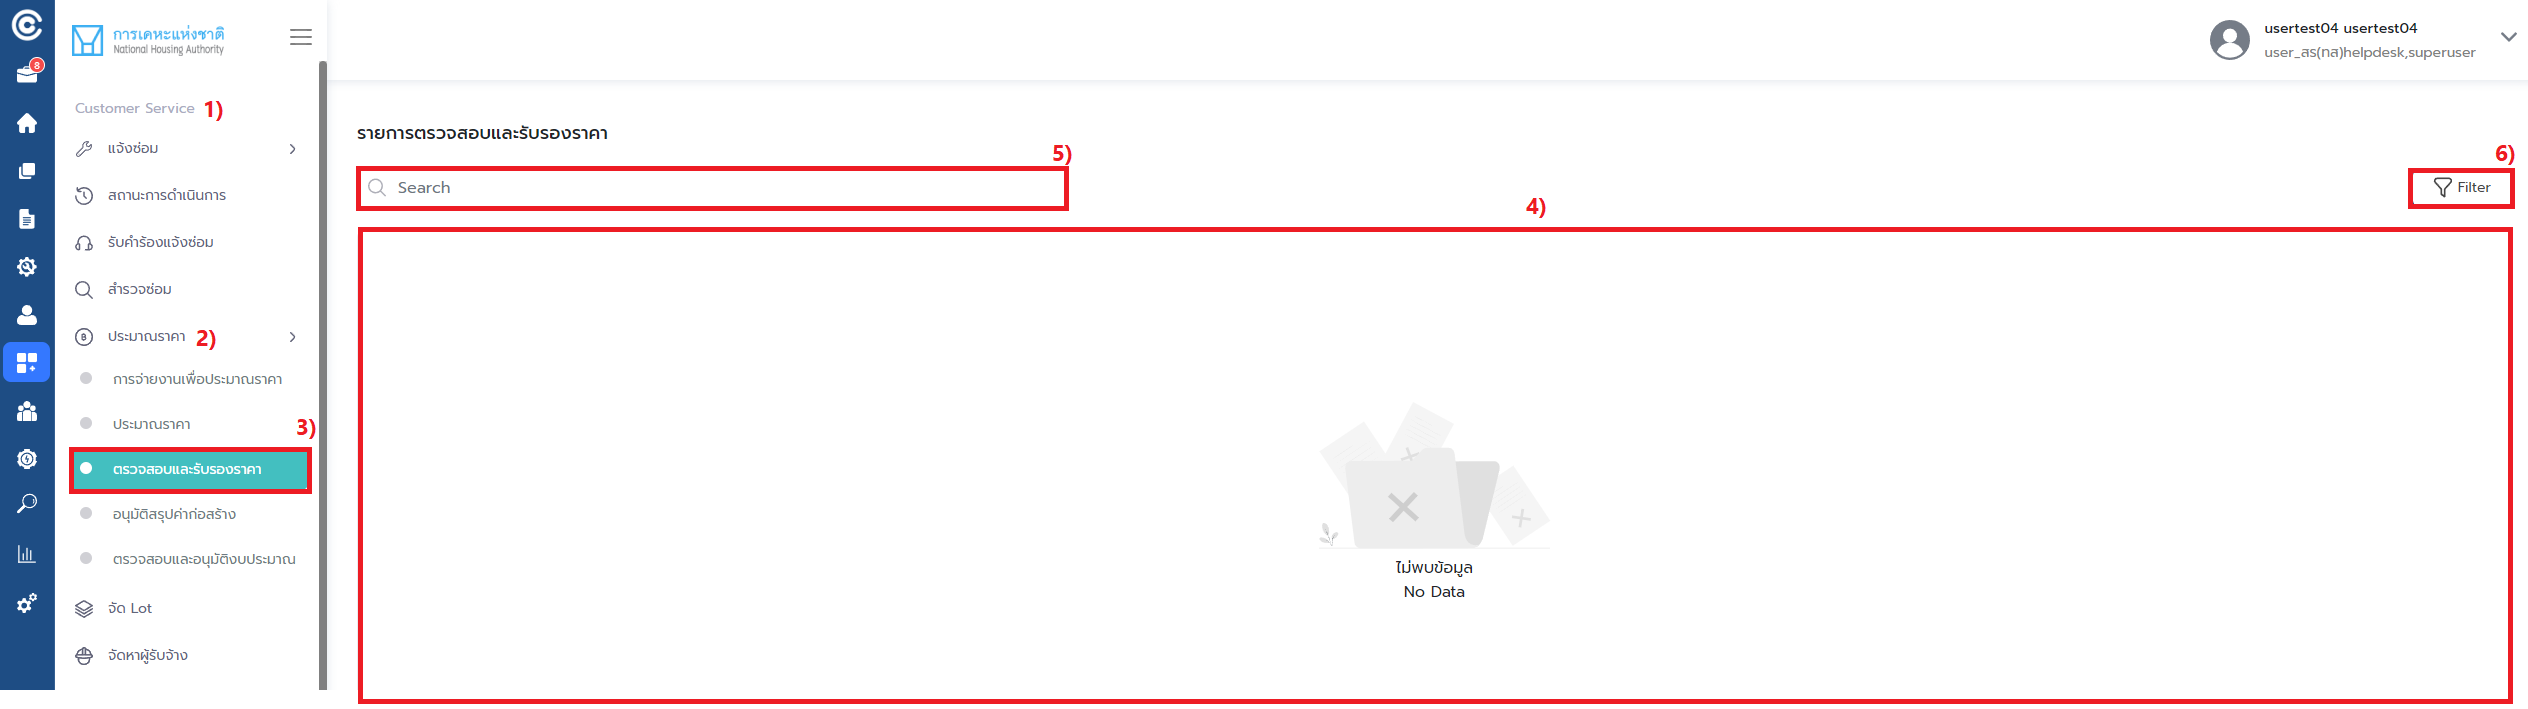 8
การเคหะแห่งชาติ
National Housing Authority
usertest04 usertest04
user_สร(ทส)helpdesk,superuser
Customer Service 1)
แจ้งซ่อม
สถานะการดำเนินการ
รับคำร้องแจ้งซ่อม
สำรวจซ่อม
ประมาณราคา 2)
การจ่ายงานเพื่อประมาณราคา
ประมาณราคา
3)
ตรวจสอบและรับรองราคา
อนุมัติสรุปค่าก่อสร้าง
ตรวจสอบและอนุมัติงบประมาณ
จัด Lot
จัดหาผู้รับจ้าง
รายการตรวจสอบและรับรองราคา
5)
Search
6)
Filter
4)
ไม่พบข้อมูล
No Data